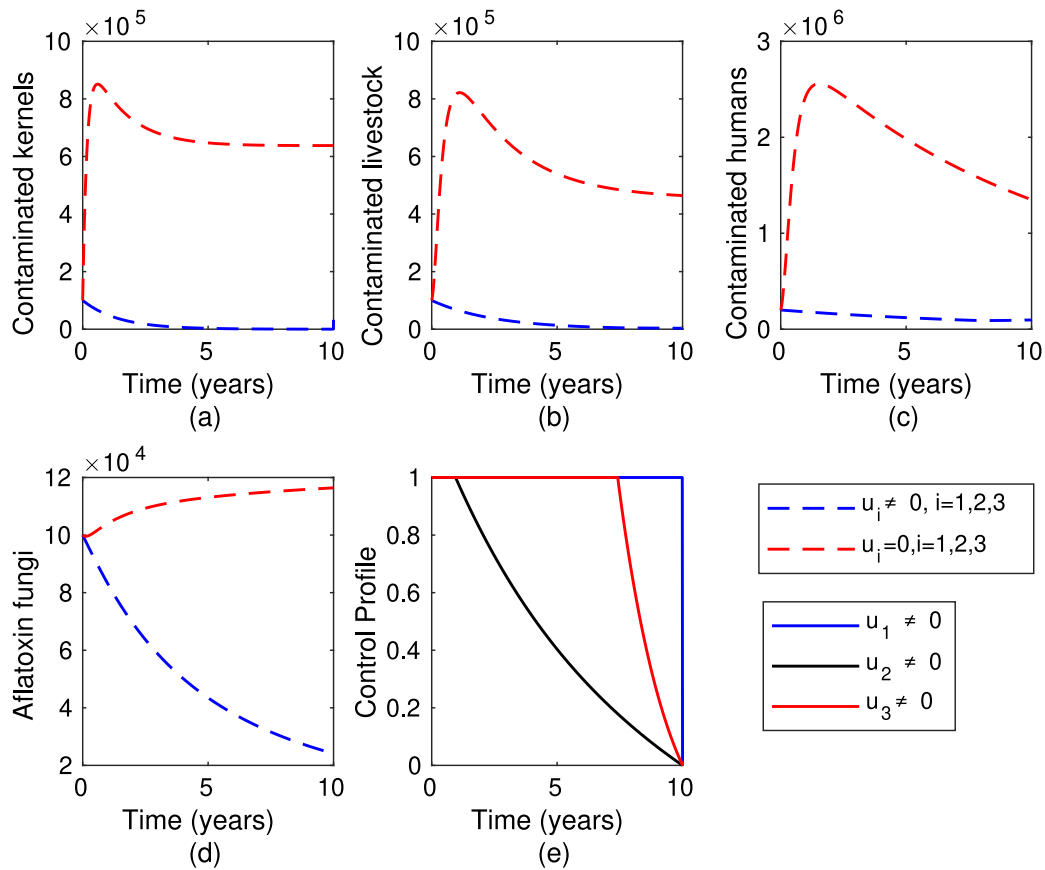 ×10^5
10
8
6
4
2
0
0 5 10
Contaminated kernels
Time (years)
(a)
×10^5
10
8
6
4
2
0
0 5 10
Contaminated livestock
Time (years)
(b)
×10^6
3
2
1
0
0 5 10
Contaminated humans
Time (years)
(c)
×10^4
12
10
8
6
4
2
0 5 10
Aflatoxin fungi
Time (years)
(d)
1
0.8
0.6
0.4
0.2
0
0 5 10
Control Profile
Time (years)
(e)
u_i ≠ 0, i=1,2,3
u_i=0,i=1,2,3
u_1 ≠ 0
u_2 ≠ 0
u_3 ≠ 0